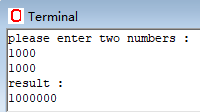 Terminal
please enter two numbers :
1000
1000
result :
1000000